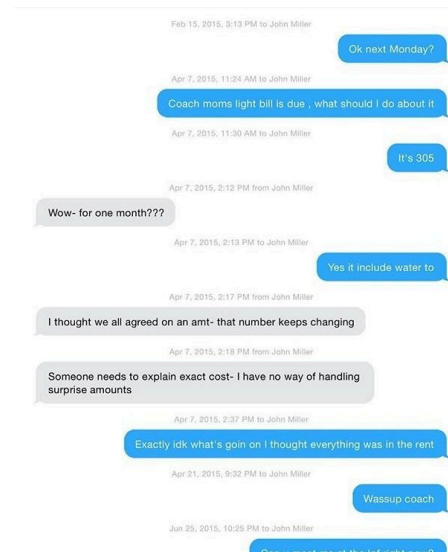 Feb 15, 2015, 3:13 PM to John Miller
Ok next Monday?
Apr 7, 2015, 11:24 AM to John Miller
Coach moms light bill is due , what should I do about it
Apr 7, 2015, 11:30 AM to John Miller
It's 305
Apr 7, 2015, 2:12 PM from John Miller
Wow- for one month???
Apr 7, 2015, 2:13 PM to John Miller
Yes it include water to
Apr 7, 2015, 2:17 PM from John Miller
I thought we all agreed on an amt- that number keeps changing
Apr 7, 2015, 2:18 PM from John Miller
Someone needs to explain exact cost- I have no way of handling
surprise amounts
Apr 7, 2015, 2:37 PM to John Miller
Exactly idk what's goin on I thought everything was in the rent
Apr 21, 2015, 9:32 PM to John Miller
Wassup coach
Jun 25, 2015, 10:25 PM to John Miller